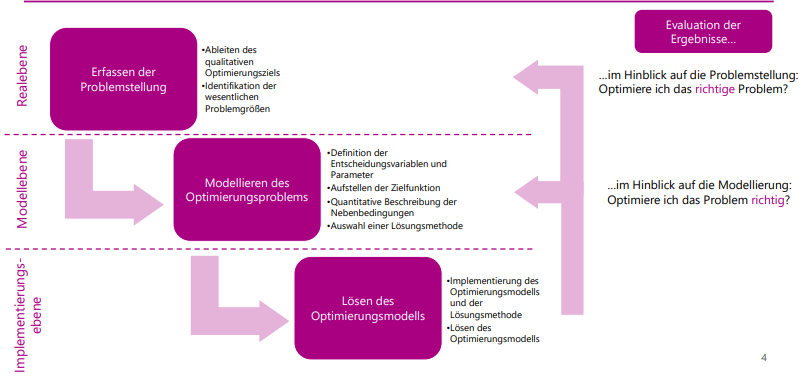 Realebene
Erfassen der
Problemstellung
•Ableiten des
qualitativen
Optimierungsziels
•Identifikation der
wesentlichen
Problemgrößen
Evaluation der
Ergebnisse...
...im Hinblick auf die Problemstellung:
Optimiere ich das richtige Problem?
Modellebene
Modellieren des
Optimierungsproblems
•Definition der
Entscheidungsvariablen und
Parameter
•Aufstellen der Zielfunktion
•Quantitative Beschreibung der
Nebenbedingungen
•Auswahl einer Lösungsmethode
...im Hinblick auf die Modellierung:
Optimiere ich das Problem richtig?
Implementierungs-
ebene
Lösen des
Optimierungsmodells
•Implementierung des
Optimierungsmodells
und der
Lösungsmethode
•Lösen des
Optimierungsmodells
4